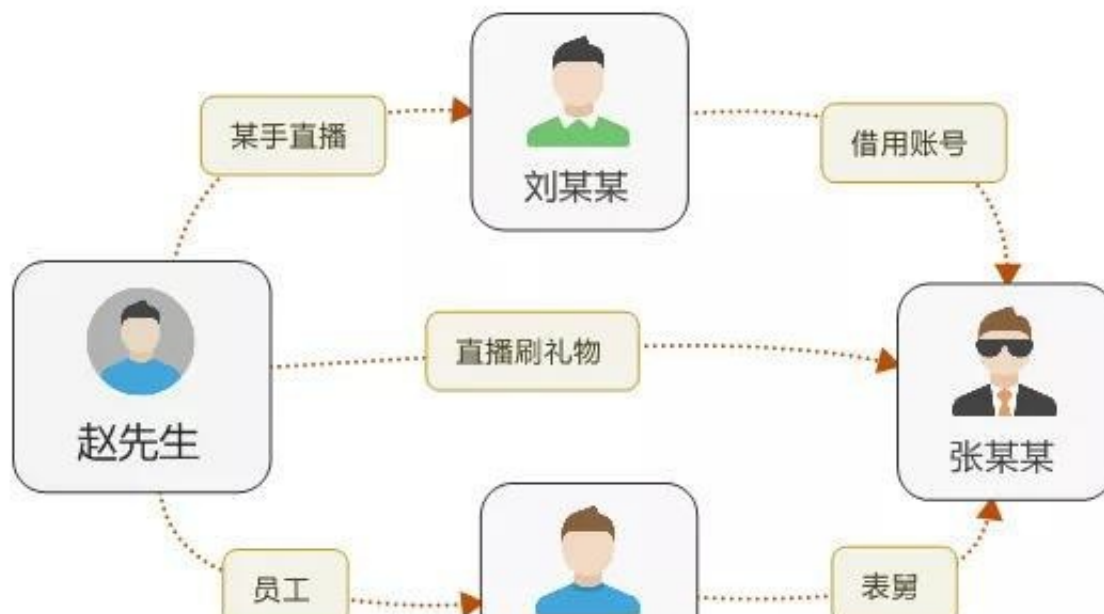 某手直播
刘某某
借用账号
赵先生
直播刷礼物
张某某
员工
表舅